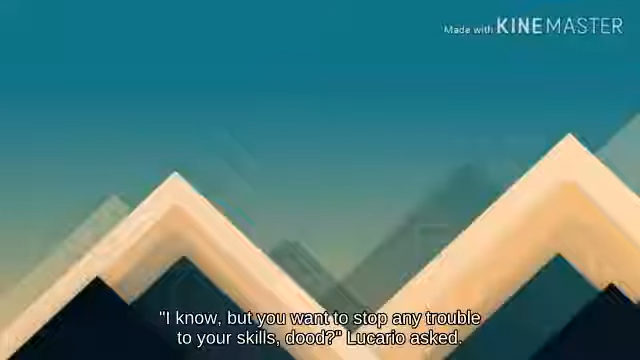 Made with KINEMASTER
"I know, but you want to stop any trouble
to your skills, dood?" Lucario asked.